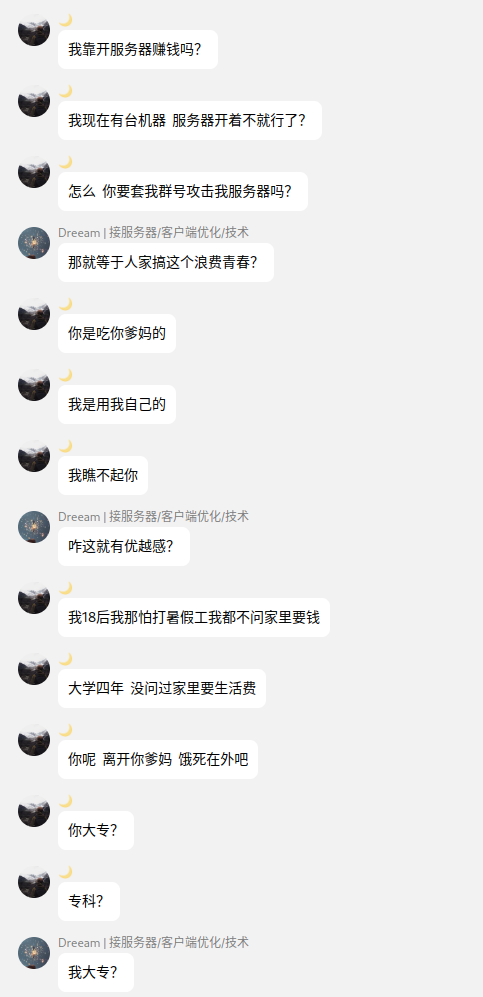 🌙
我靠开服务器赚钱吗？
🌙
我现在有台机器 服务器开着不就行了？
🌙
怎么 你要套我群号攻击我服务器吗？
Dreeam | 接服务器/客户端优化/技术
那就等于人家搞这个浪费青春？
🌙
你是吃你爹妈的
🌙
我是用我自己的
🌙
我瞧不起你
Dreeam | 接服务器/客户端优化/技术
咋这就有优越感？
🌙
我18后我那怕打暑假工我都不问家里要钱
🌙
大学四年 没问过家里要生活费
🌙
你呢 离开你爹妈 饿死在外吧
🌙
你大专？
🌙
专科？
Dreeam | 接服务器/客户端优化/技术
我大专？